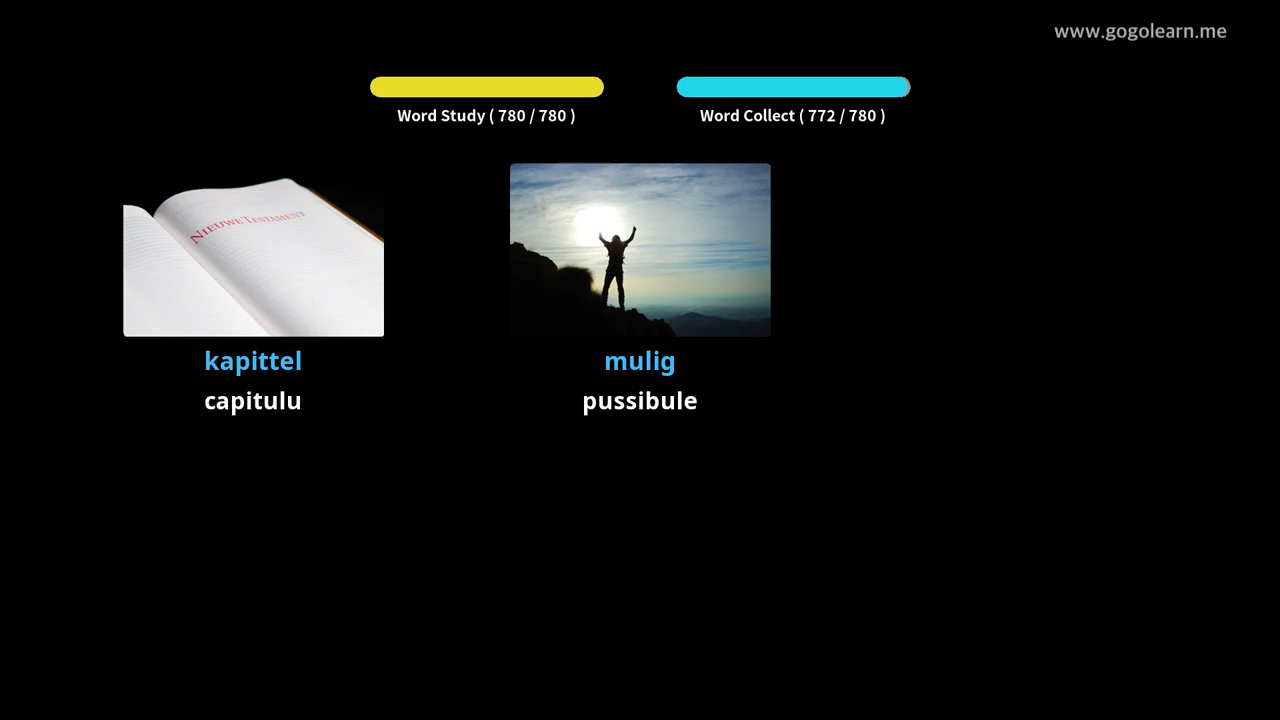 www.gogolearn.me
Word Study ( 780 / 780 )
Word Collect ( 772 / 780 )
NIEUWE TESTAMENT
kapittel
mulig
capitulu
pussibule